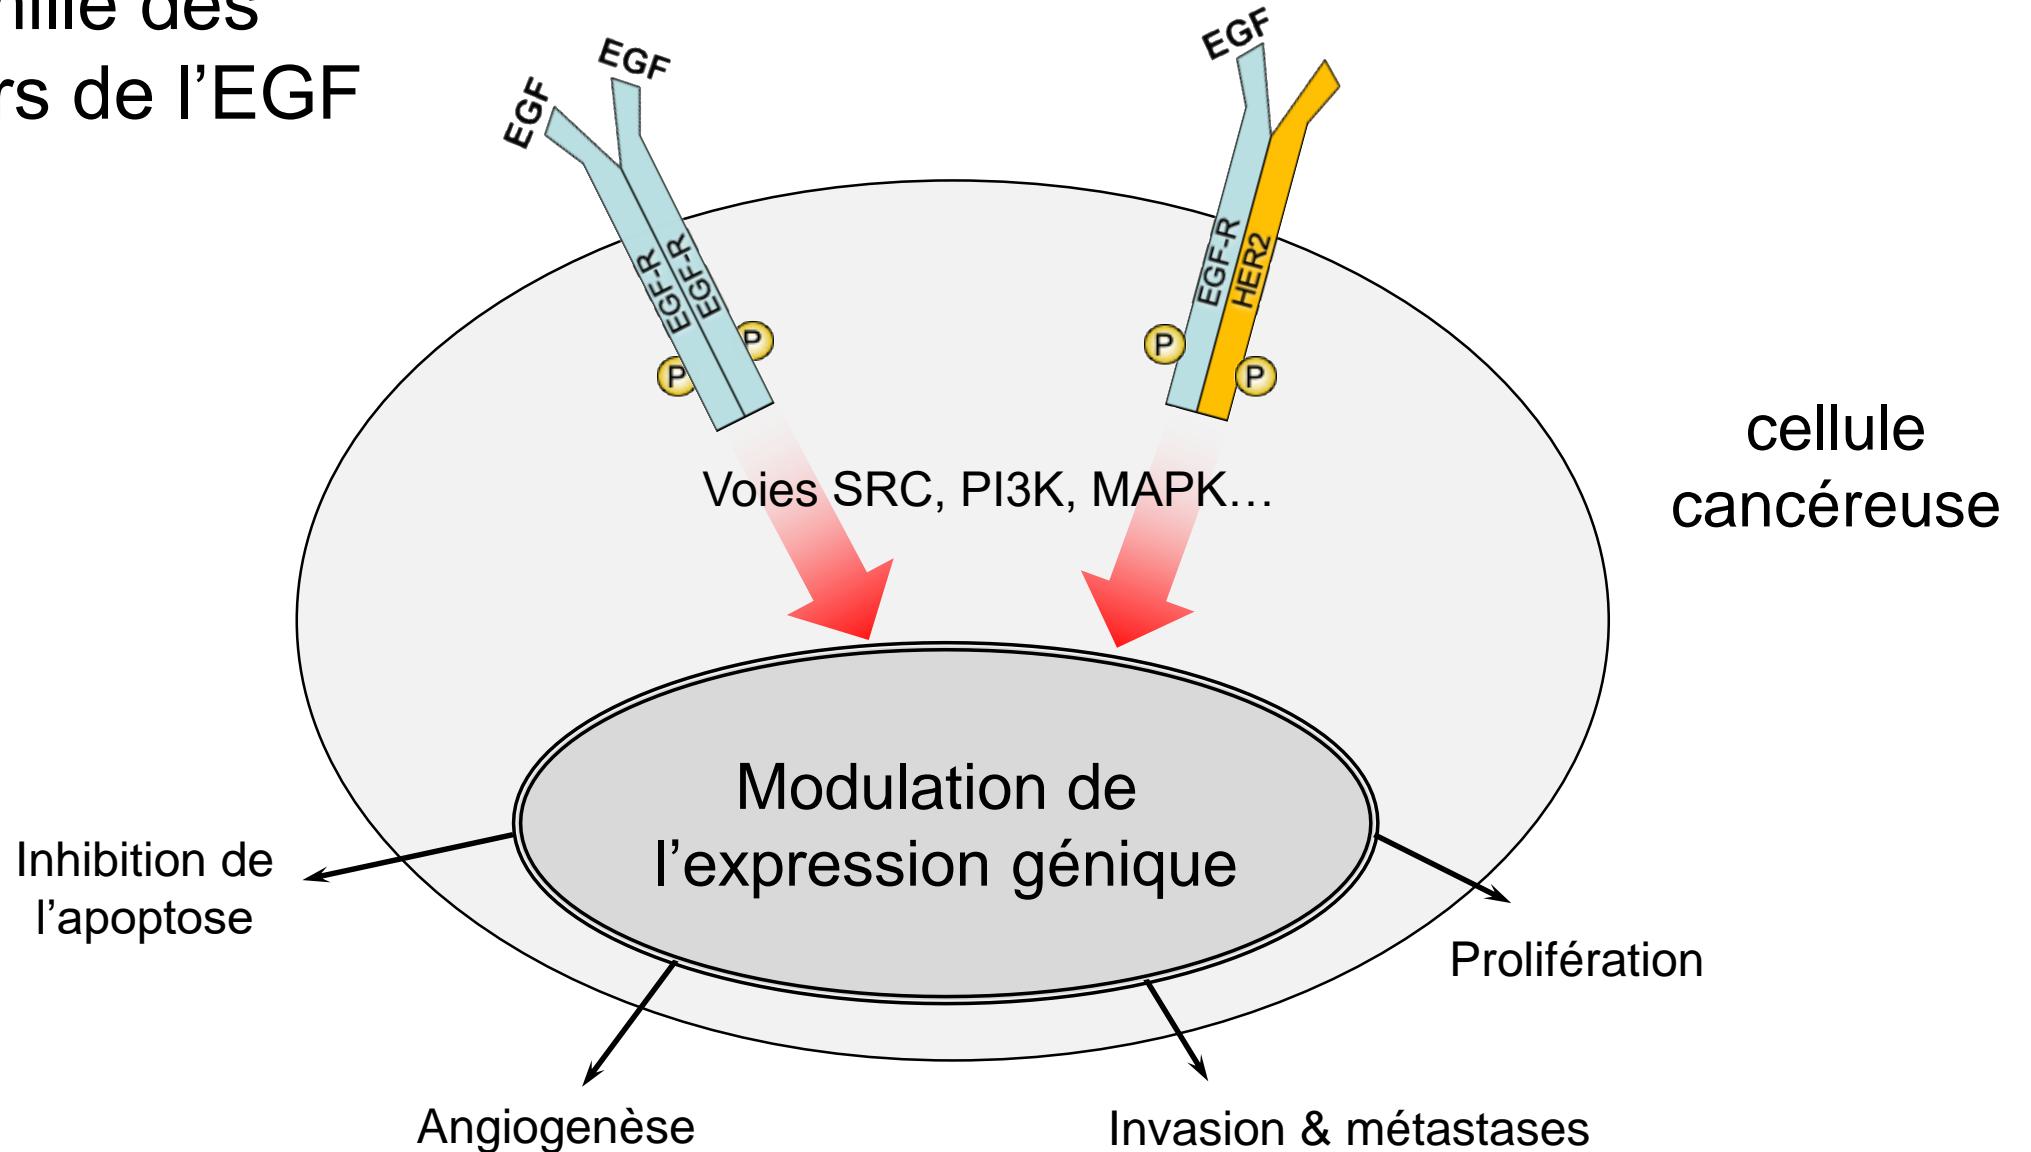 des
de l’EGF
EGF
EGF
EGF
EGF-R
EGF-R
EGF-R
HER2
P
P
P
P
Voies SRC, PI3K, MAPK…
cellule
cancéreuse
Modulation de
l’expression génique
Inhibition de
l’apoptose
Prolifération
Angiogenèse
Invasion & métastases